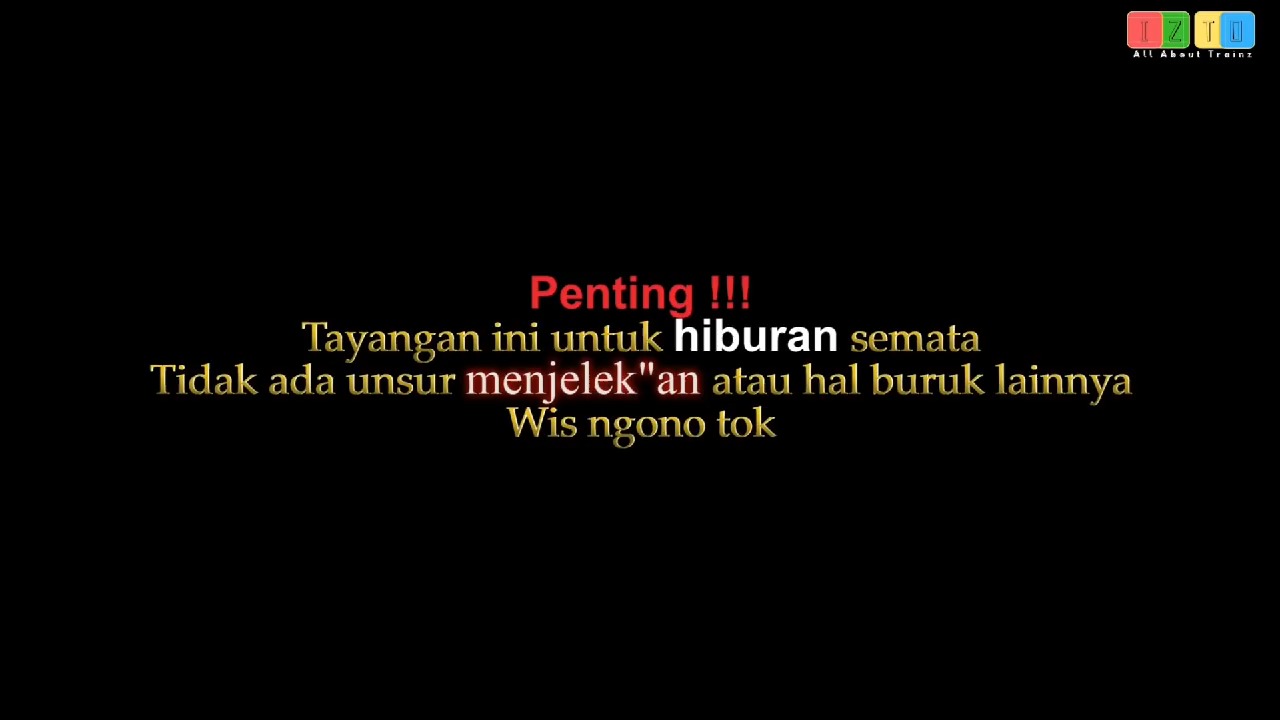 IZTO
All About Trainz
Penting !!!
Tayangan ini untuk hiburan semata
Tidak ada unsur menjelek"an atau hal buruk lainnya
Wis ngono tok